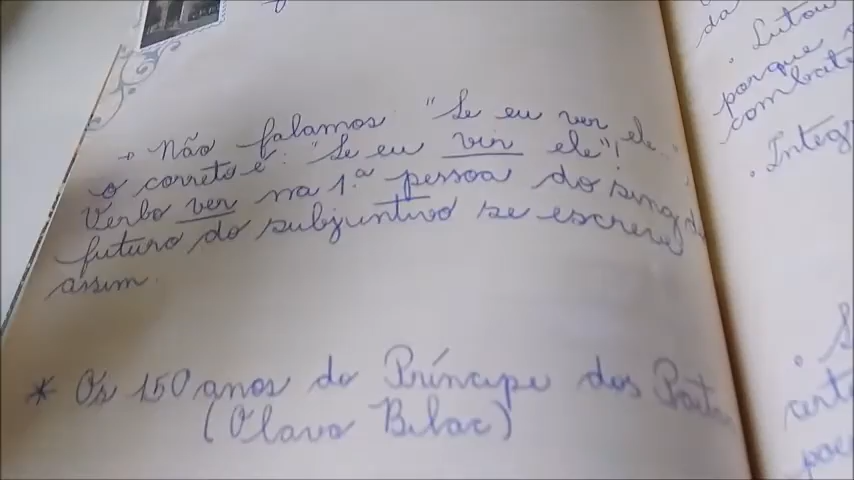 → Não falamos "Se eu ver ele."
o correto é: "Se eu vir ele"!
Verbo ver na 1.ª pessoa do sing. do
futuro do subjuntivo se escreve
assim.
* Os 150 anos do Príncipe dos
(Olavo Bilac)
da
• Lutou
porque
combate
• Integ